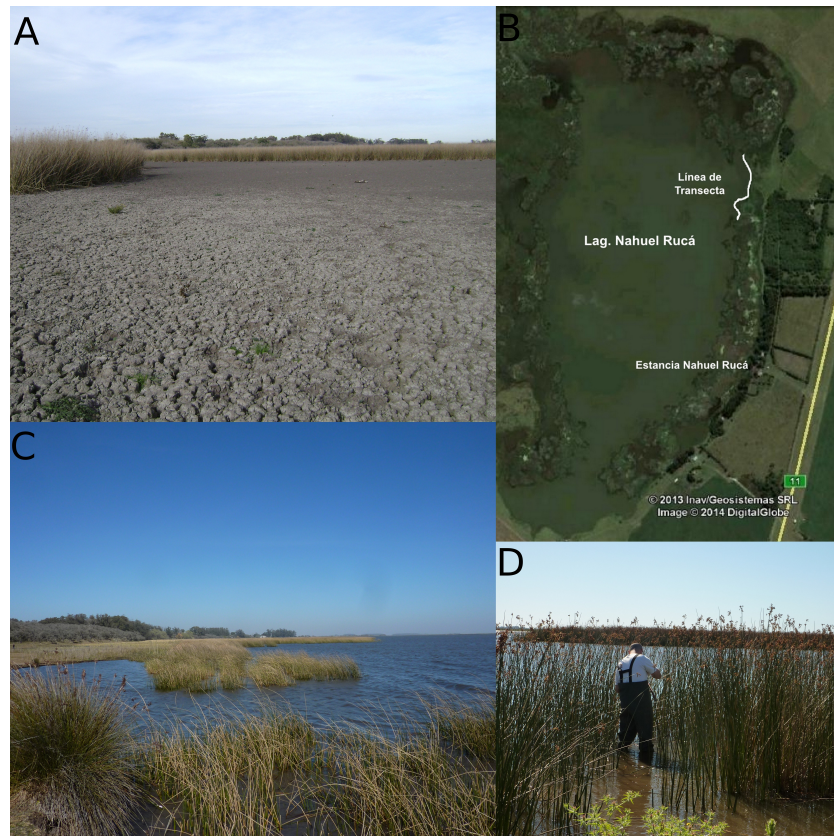 A
B
Línea de
Transecta
Lag. Nahuel Rucá
Estancia Nahuel Rucá
11
© 2013 Inav/Geosistemas SRL
Image © 2014 DigitalGlobe
C
D